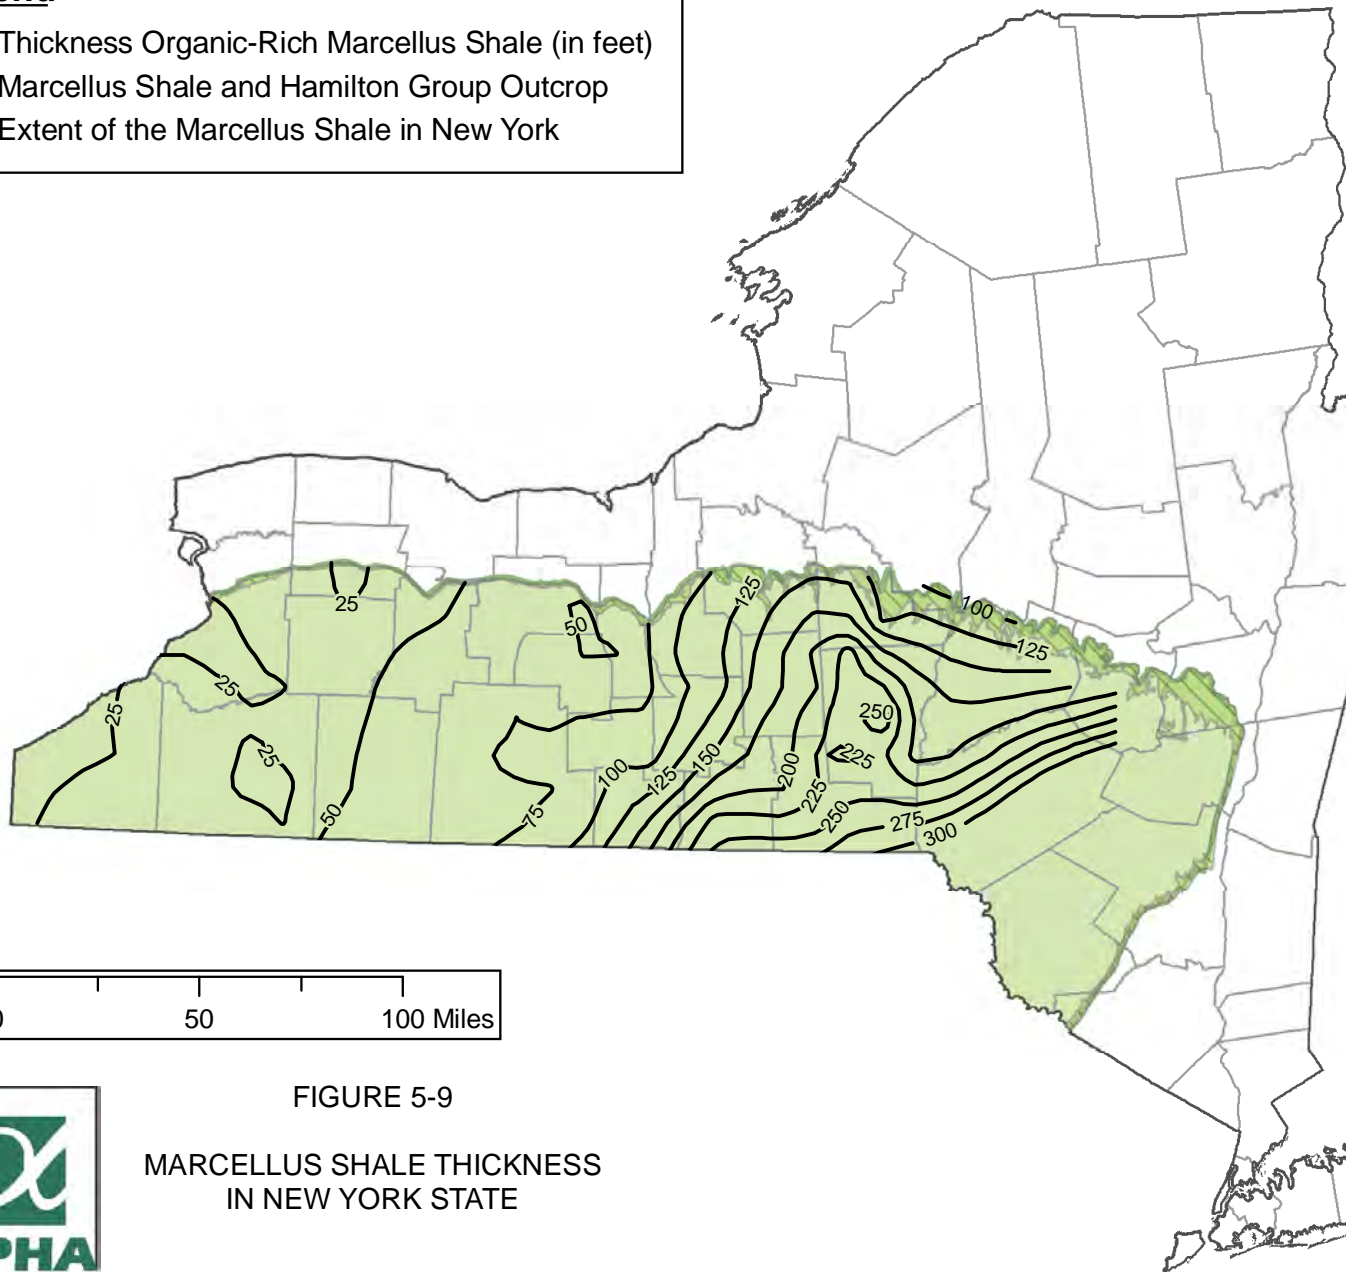 Thickness Organic-Rich Marcellus Shale (in feet)
Marcellus Shale and Hamilton Group Outcrop
Extent of the Marcellus Shale in New York
25
50
125
100
125
25
25
25
50
75
100
125
150
200
225
250
225
250
275
300
50
100 Miles
FIGURE 5-9
MARCELLUS SHALE THICKNESS
IN NEW YORK STATE
PHA